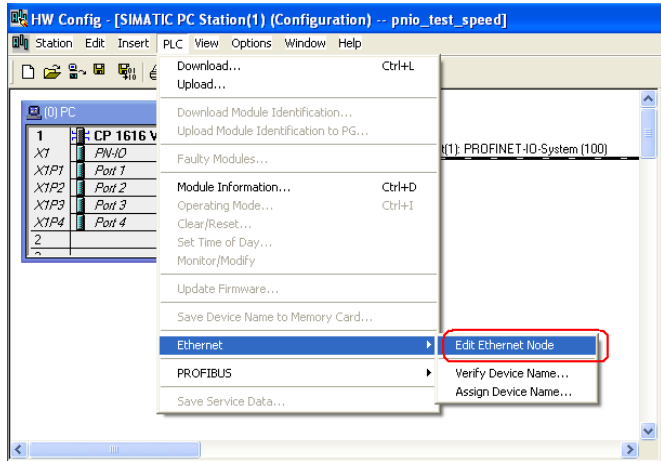 HW Config - [SIMATIC PC Station(1) (Configuration) -- pnio_test_speed]
Station Edit Insert PLC View Options Window Help
Download... Ctrl+L
Upload...
Download Module Identification...
Upload Module Identification to PG...
Faulty Modules...
Module Information... Ctrl+D
Operating Mode... Ctrl+I
Clear/Reset...
Set Time of Day...
Monitor/Modify
Update Firmware...
Save Device Name to Memory Card...
Ethernet
PROFIBUS
Save Service Data...
Edit Ethernet Node
Verify Device Name...
Assign Device Name...
(0) PC
1 CP 1616 V
X1 PN-IO
X1P1 Port 1
X1P2 Port 2
X1P3 Port 3
X1P4 Port 4
2
t(1): PROFINET-IO-System (100)